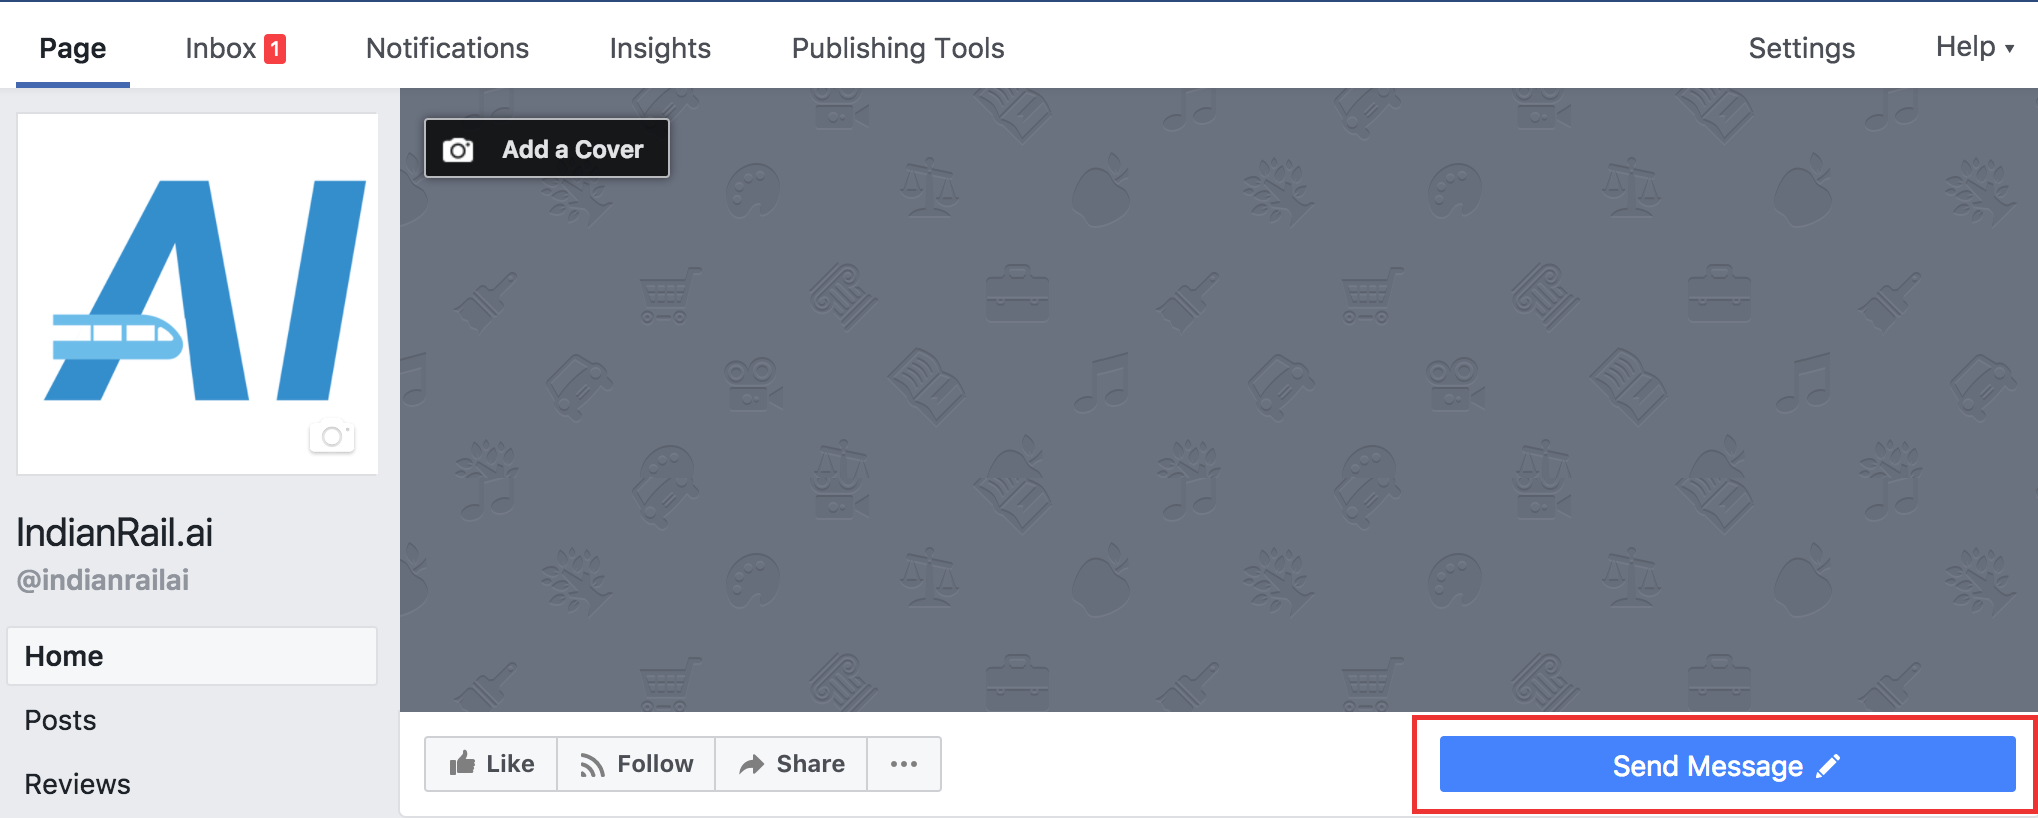 Page Inbox 1 Notifications Insights Publishing Tools Settings Help
Add a Cover
AI
IndianRail.ai
@indianrailai
Home
Posts
Reviews
Like Follow Share ...
Send Message